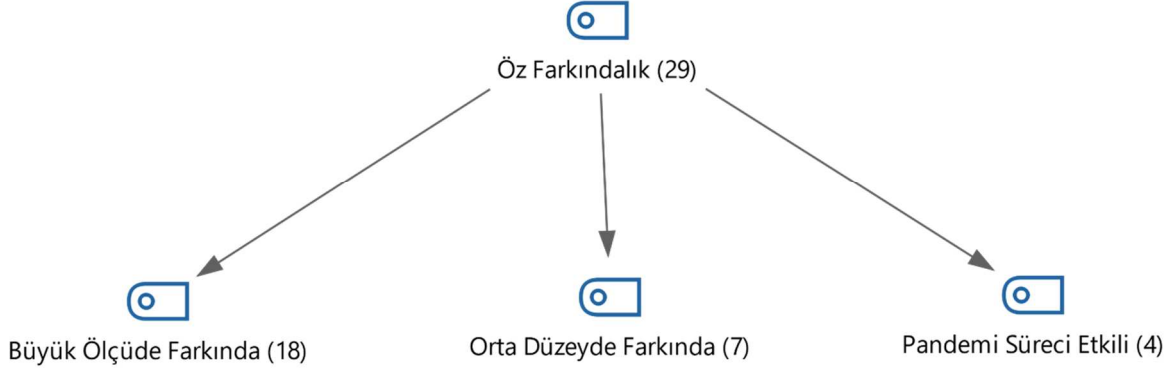 Öz Farkındalık (29)
Büyük Ölçüde Farkında (18)
Orta Düzeyde Farkında (7)
Pandemi Süreci Etkili (4)